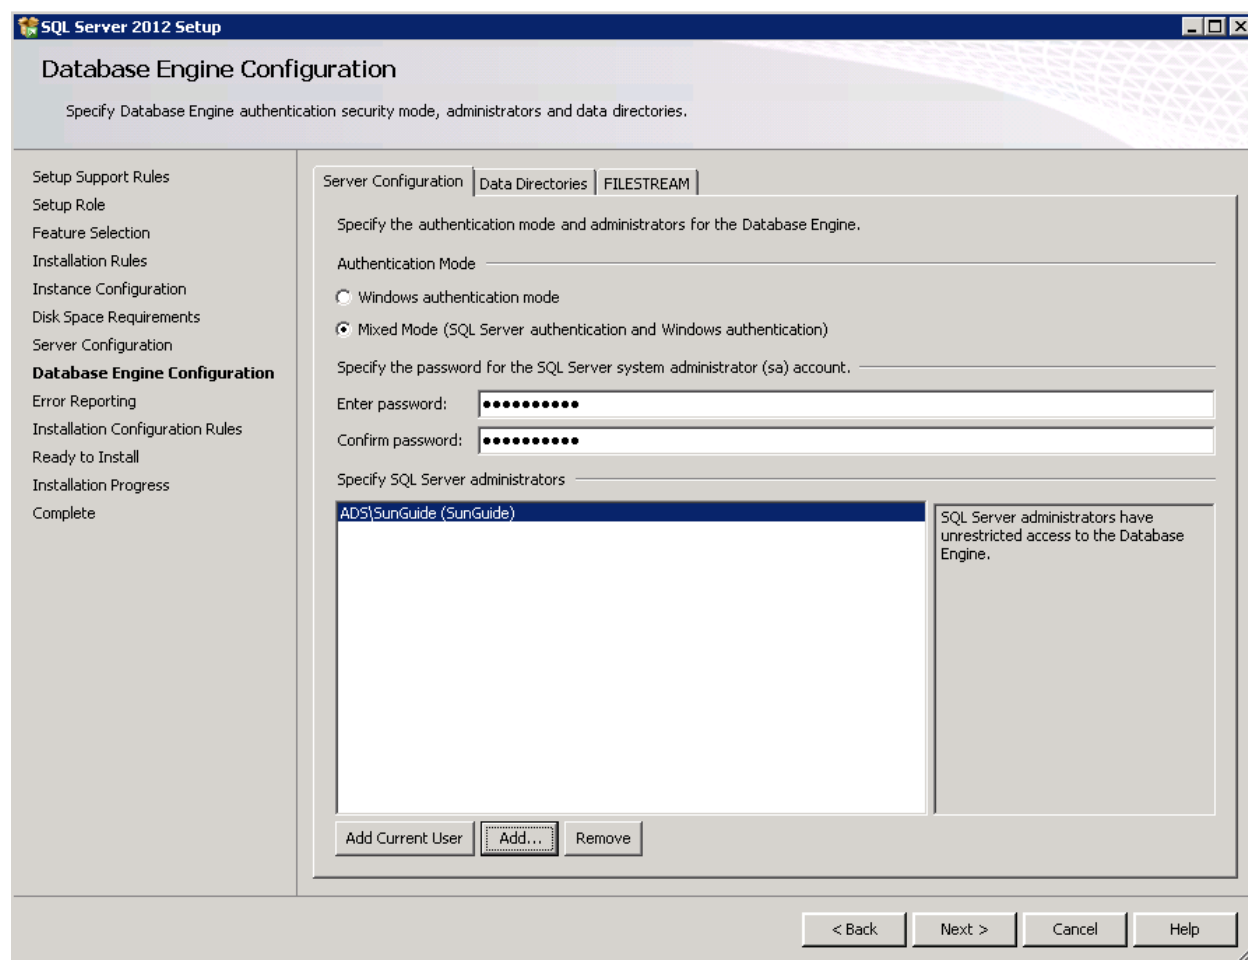 SQL Server 2012 Setup
Database Engine Configuration
Specify Database Engine authentication security mode, administrators and data directories.
Setup Support Rules
Setup Role
Feature Selection
Installation Rules
Instance Configuration
Disk Space Requirements
Server Configuration
Database Engine Configuration
Error Reporting
Installation Configuration Rules
Ready to Install
Installation Progress
Complete
Server Configuration
Data Directories
FILESTREAM
Specify the authentication mode and administrators for the Database Engine.
Authentication Mode
Windows authentication mode
Mixed Mode (SQL Server authentication and Windows authentication)
Specify the password for the SQL Server system administrator (sa) account.
Enter password: ●●●●●●●●●●
Confirm password: ●●●●●●●●●●
Specify SQL Server administrators
ADS\SunGuide (SunGuide)
SQL Server administrators have
unrestricted access to the Database
Engine.
Add Current User
Add...
Remove
< Back
Next >
Cancel
Help